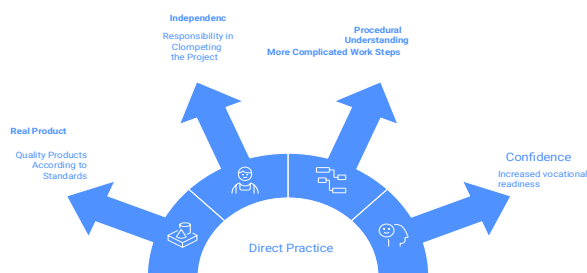 Independenc
Responsibility in
Clompeting
the Project
Procedural
Understanding
More Complicated Work Steps
Real Product
Quality Products
According to
Standards
Confidence
Increased vocational
readiness
Direct Practice